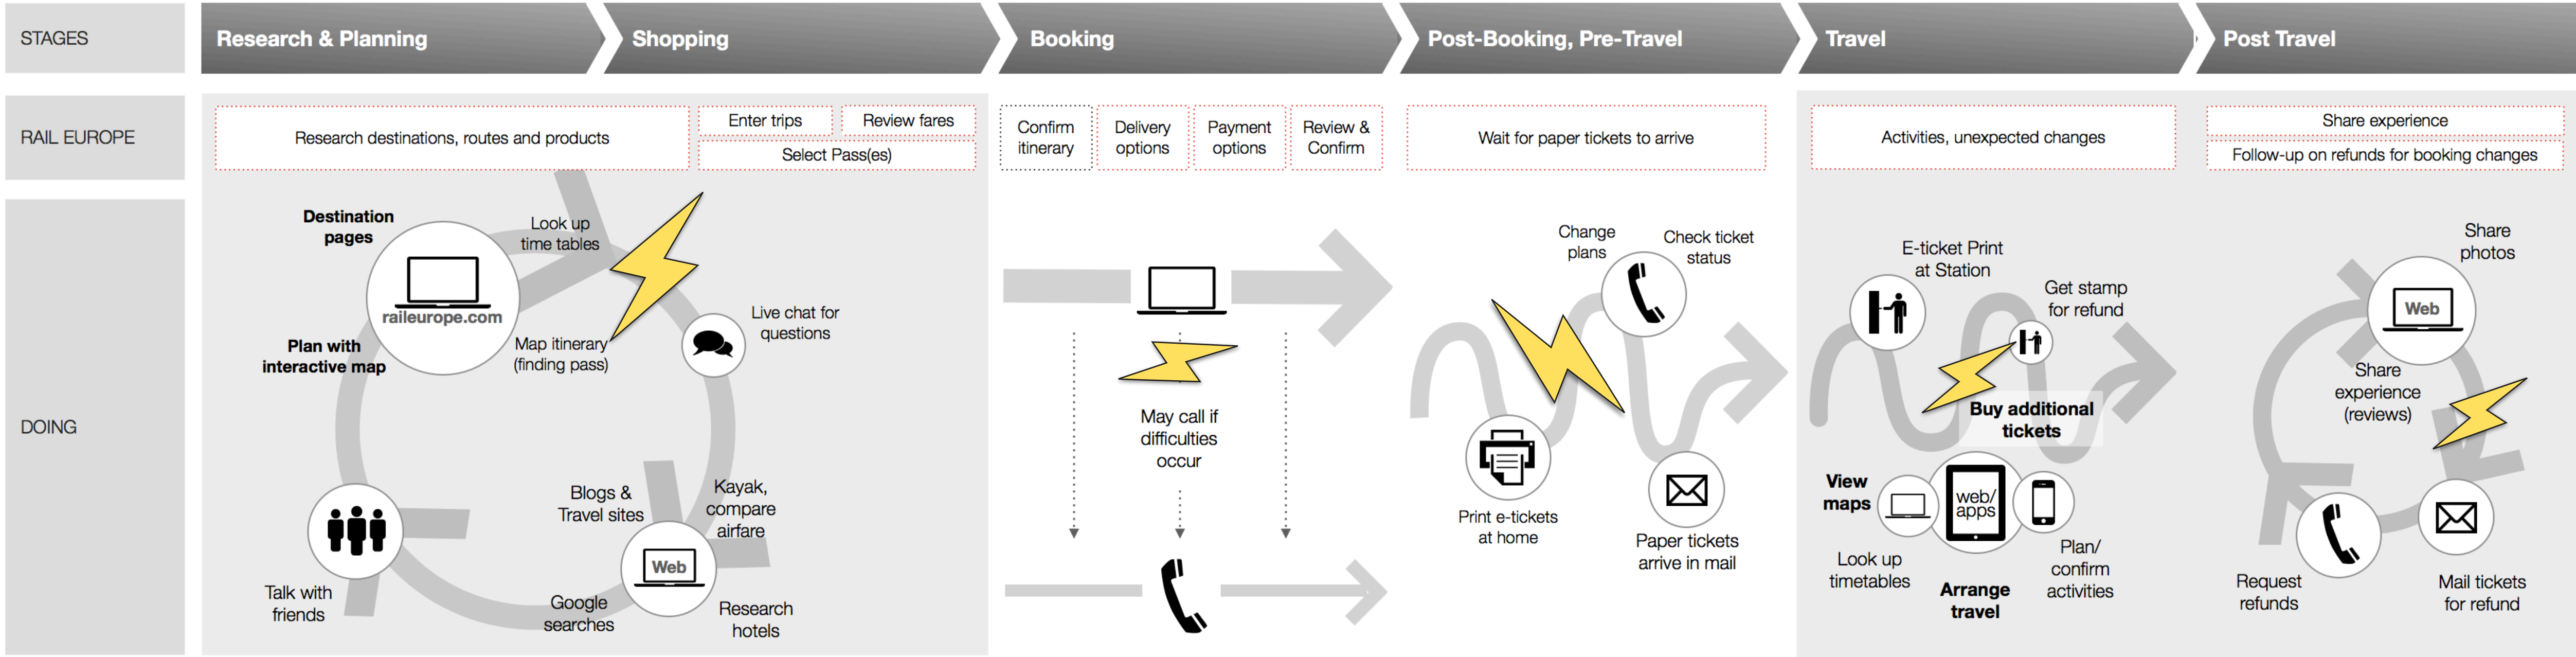 STAGES
Research & Planning
Shopping
Booking
Post-Booking, Pre-Travel
Travel
Post Travel
RAIL EUROPE
Research destinations, routes and products
Enter trips
Review fares
Select Pass(es)
Confirm
itinerary
Delivery
options
Payment
options
Review &
Confirm
Wait for paper tickets to arrive
Activities, unexpected changes
Share experience
Follow-up on refunds for booking changes
DOING
Destination
pages
Look up
time tables
raileurope.com
Plan with
interactive map
Map itinerary
(finding pass)
Live chat for
questions
Blogs &
Travel sites
Kayak,
compare
airfare
Web
Talk with
friends
Google
searches
Research
hotels
May call if
difficulties
occur
Change
plans
Check ticket
status
Print e-tickets
at home
Paper tickets
arrive in mail
E-ticket Print
at Station
Get stamp
for refund
Buy additional
tickets
View
maps
web/
apps
Look up
timetables
Arrange
travel
Plan/
confirm
activities
Share
photos
Web
Share
experience
(reviews)
Request
refunds
Mail tickets
for refund